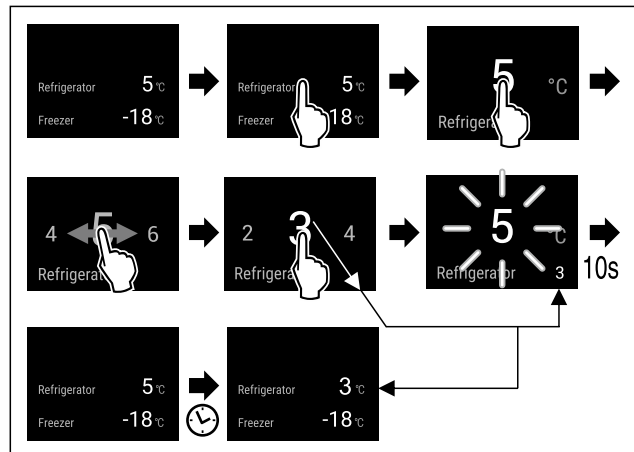 Refrigerator 5 °C
Freezer -18 °C
Refrigerator 5 °C
Freezer 18 °C
5 °C
Refrigera
4 5 6
Refrigerat
2 3 4
Refrigera
5 °C
Refrigerator 3
10s
Refrigerator 5 °C
Freezer -18 °C
Refrigerator 3 °C
Freezer -18 °C